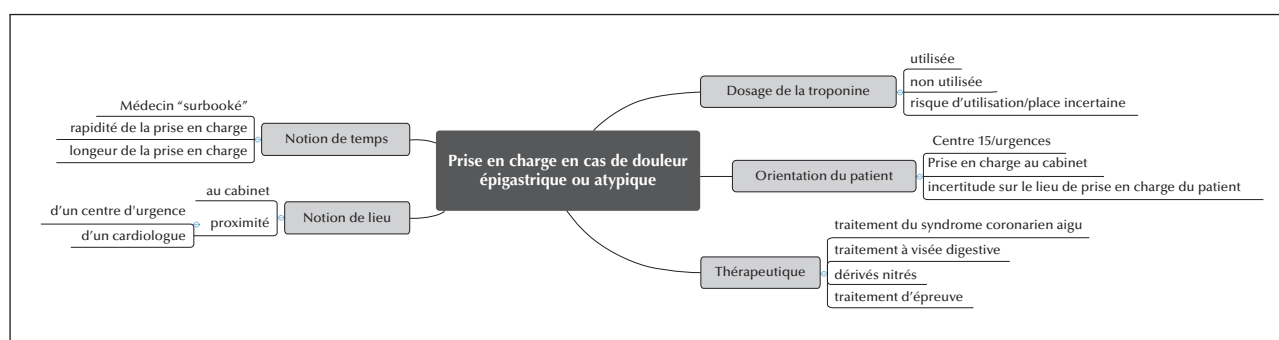 Prise en charge en cas de douleur
épigastrique ou atypique
Notion de temps
Médecin “surbooké”
rapidité de la prise en charge
longeur de la prise en charge
Notion de lieu
au cabinet
proximité
d’un centre d'urgence
d’un cardiologue
Dosage de la troponine
utilisée
non utilisée
risque d’utilisation/place incertaine
Orientation du patient
Centre 15/urgences
Prise en charge au cabinet
incertitude sur le lieu de prise en charge du patient
Thérapeutique
traitement du syndrome coronarien aigu
traitement à visée digestive
dérivés nitrés
traitement d’épreuve